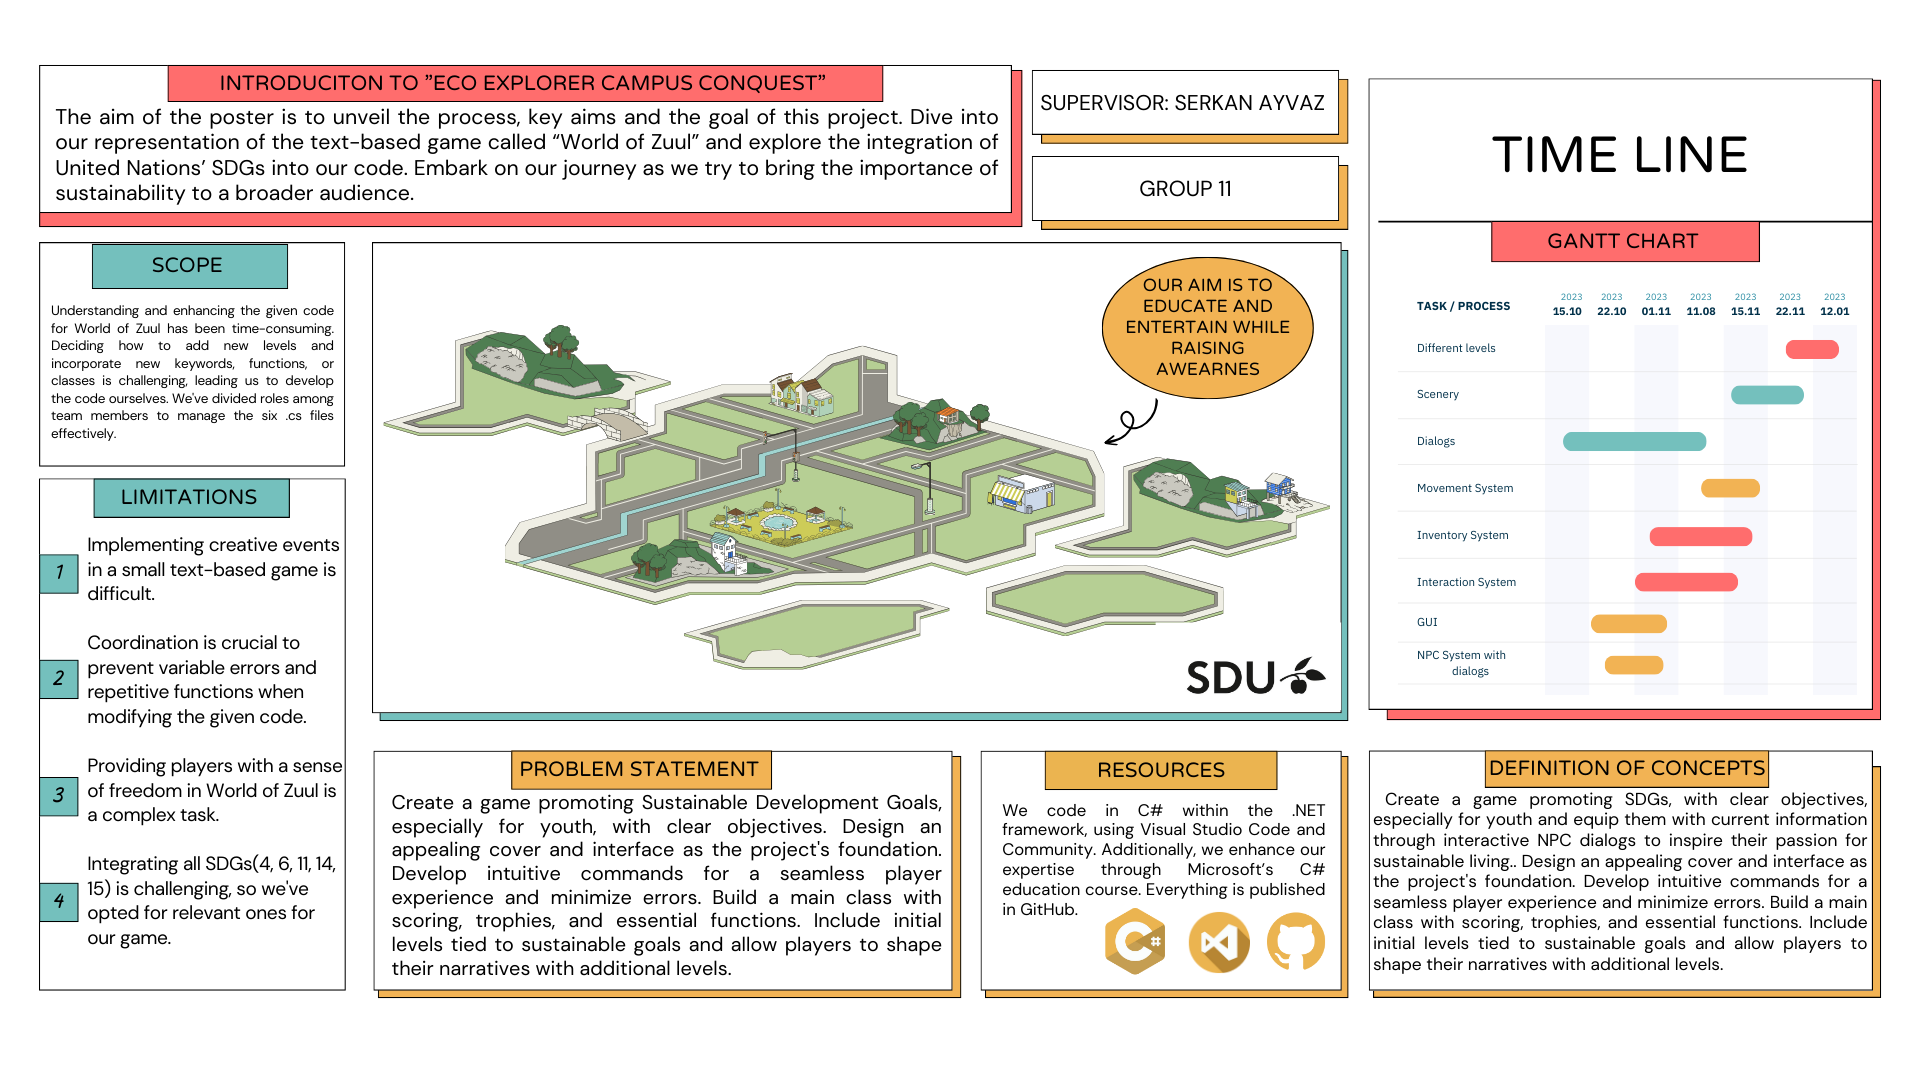 INTRODUCITON TO ”ECO EXPLORER CAMPUS CONQUEST”
The aim of the poster is to unveil the process, key aims and the goal of this project. Dive into
our representation of the text-based game called “World of Zuul” and explore the integration of
United Nations’ SDGs into our code. Embark on our journey as we try to bring the importance of
sustainability to a broader audience.
SUPERVISOR: SERKAN AYVAZ
GROUP 11
SCOPE
Understanding and enhancing the given code
for World of Zuul has been time-consuming.
Deciding how to add new levels and
incorporate new keywords, functions, or
classes is challenging, leading us to develop
the code ourselves. We've divided roles among
team members to manage the six .cs files
effectively.
LIMITATIONS
1
Implementing creative events
in a small text-based game is
difficult.
2
Coordination is crucial to
prevent variable errors and
repetitive functions when
modifying the given code.
3
Providing players with a sense
of freedom in World of Zuul is
a complex task.
4
Integrating all SDGs(4, 6, 11, 14,
15) is challenging, so we've
opted for relevant ones for
our game.
OUR AIM IS TO
EDUCATE AND
ENTERTAIN WHILE
RAISING
AWEARNES
SDU
PROBLEM STATEMENT
Create a game promoting Sustainable Development Goals,
especially for youth, with clear objectives. Design an
appealing cover and interface as the project's foundation.
Develop intuitive commands for a seamless player
experience and minimize errors. Build a main class with
scoring, trophies, and essential functions. Include initial
levels tied to sustainable goals and allow players to shape
their narratives with additional levels.
RESOURCES
We code in C# within the .NET
framework, using Visual Studio Code and
Community. Additionally, we enhance our
expertise through Microsoft’s C#
education course. Everything is published
in GitHub.
C#
TIME LINE
GANTT CHART
TASK / PROCESS
2023 2023 2023 2023 2023 2023 2023
15.10 22.10 01.11 11.08 15.11 22.11 12.01
Different levels
Scenery
Dialogs
Movement System
Inventory System
Interaction System
GUI
NPC System with
dialogs
DEFINITION OF CONCEPTS
Create a game promoting SDGs, with clear objectives,
especially for youth and equip them with current information
through interactive NPC dialogs to inspire their passion for
sustainable living.. Design an appealing cover and interface as
the project's foundation. Develop intuitive commands for a
seamless player experience and minimize errors. Build a main
class with scoring, trophies, and essential functions. Include
initial levels tied to sustainable goals and allow players to
shape their narratives with additional levels.